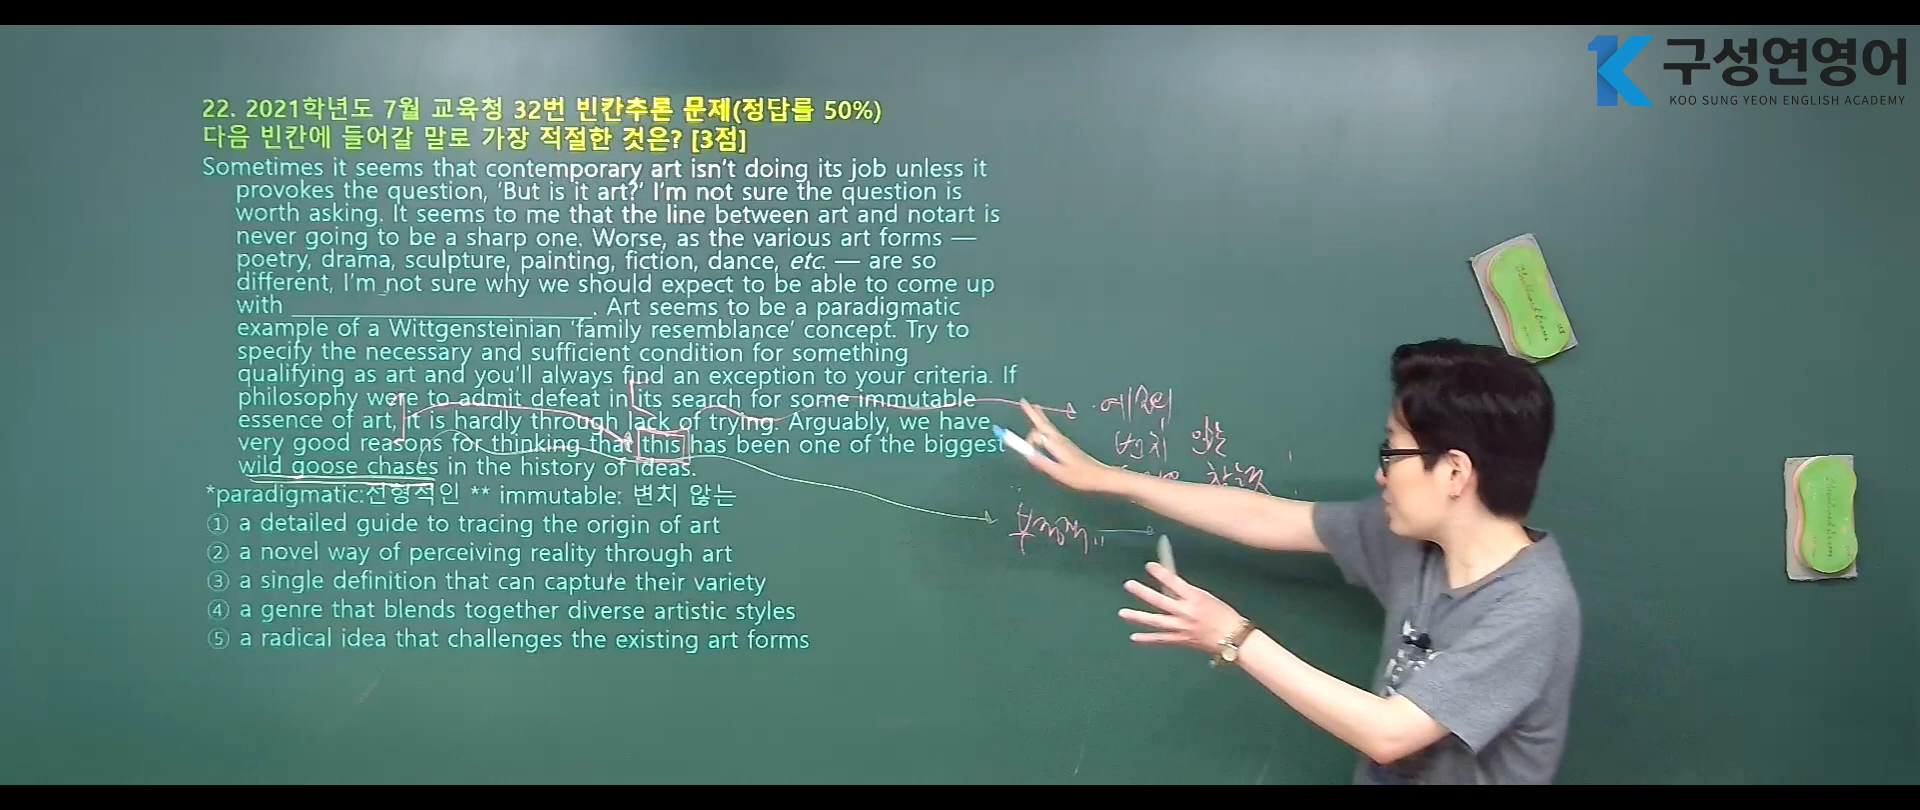 구성연영어
KOO SUNG YEON ENGLISH ACADEMY
22. 2021학년도 7월 교육청 32번 빈칸추론 문제(정답률 50%)
다음 빈칸에 들어갈 말로 가장 적절한 것은? [3점]
Sometimes it seems that contemporary art isn't doing its job unless it
provokes the question, 'But is it art?' I'm not sure the question is
worth asking. It seems to me that the line between art and notart is
never going to be a sharp one. Worse, as the various art forms —
poetry, drama, sculpture, painting, fiction, dance, etc. — are so
different, I'm not sure why we should expect to be able to come up
with ____________________. Art seems to be a paradigmatic
example of a Wittgensteinian 'family resemblance' concept. Try to
specify the necessary and sufficient condition for something
qualifying as art and you'll always find an exception to your criteria. If
philosophy were to admit defeat in its search for some immutable
essence of art, it is hardly through lack of trying. Arguably, we have
very good reasons for thinking that this has been one of the biggest
wild goose chases in the history of ideas.
*paradigmatic:전형적인 ** immutable: 변치 않는
① a detailed guide to tracing the origin of art
② a novel way of perceiving reality through art
③ a single definition that can capture their variety
④ a genre that blends together diverse artistic styles
⑤ a radical idea that challenges the existing art forms
변치 않는